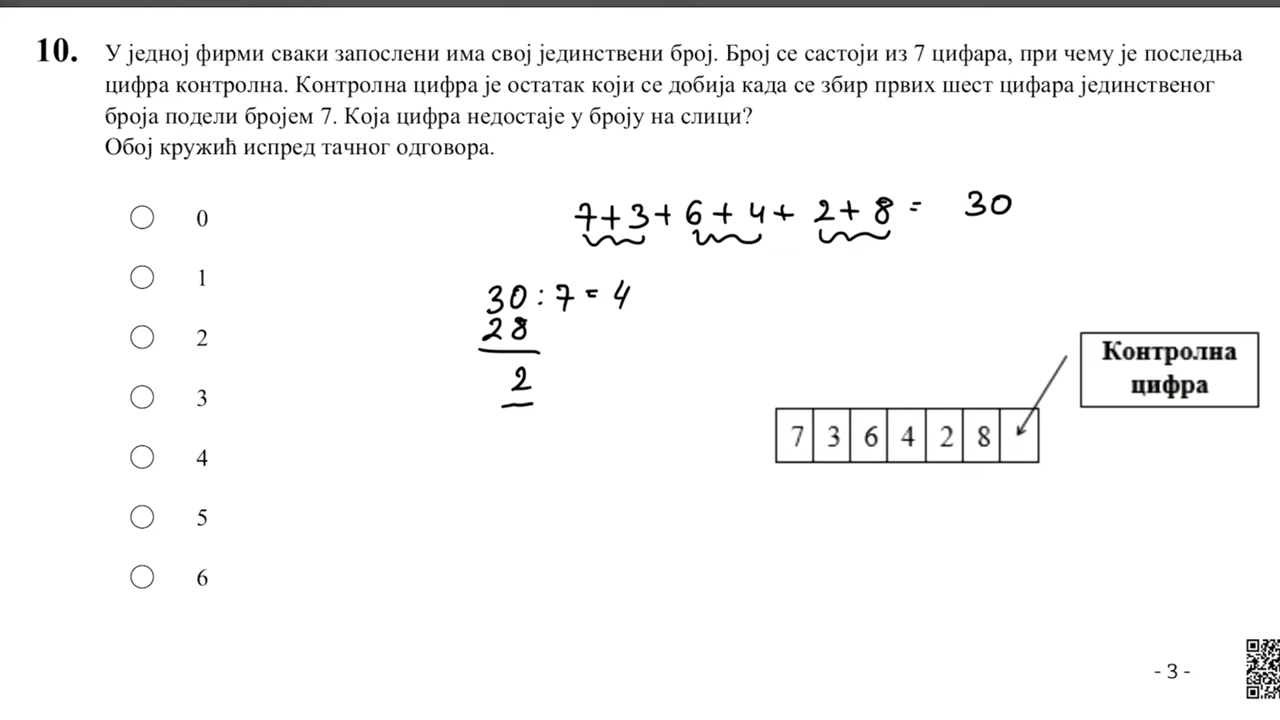 10. У једној фирми сваки запослени има свој јединствени број. Број се састоји из 7 цифара, при чему је последња
цифра контролна. Контролна цифра је остатак који се добија када се збир првих шест цифара јединственог
броја подели бројем 7. Која цифра недостаје у броју на слици?
Обој кружић испред тачног одговора.
0
1
2
3
4
5
6
7+3+6+4+2+8= 30
30:7=4
28
2
Контролна
цифра
7 3 6 4 2 8
- 3 -